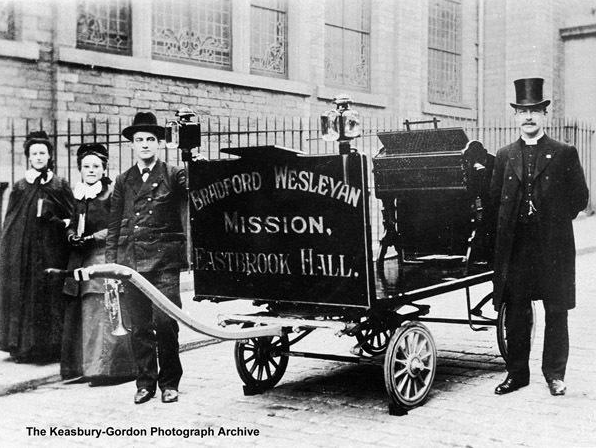 BRADFORD WESLEYAN
MISSION,
EASTBROOK HALL.
The Keasbury-Gordon Photograph Archive